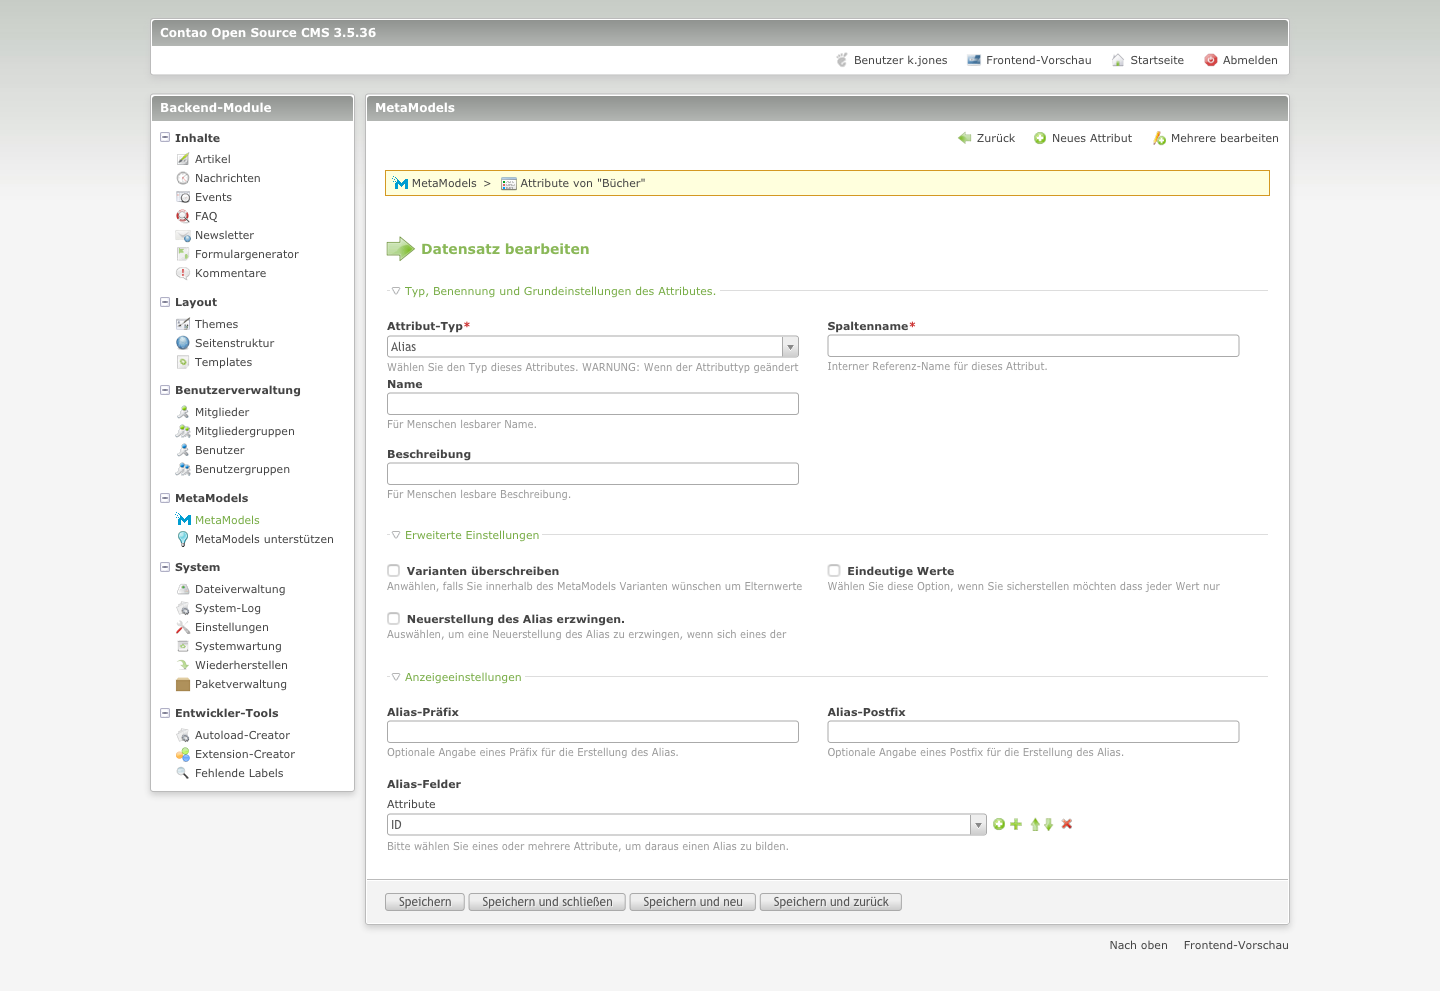 Contao Open Source CMS 3.5.36
Benutzer k.jones Frontend-Vorschau Startseite Abmelden
Backend-Module
Inhalte
Artikel
Nachrichten
Events
FAQ
Newsletter
Formulargenerator
Kommentare
Layout
Themes
Seitenstruktur
Templates
Benutzerverwaltung
Mitglieder
Mitgliedergruppen
Benutzer
Benutzergruppen
MetaModels
MetaModels
MetaModels unterstützen
System
Dateiverwaltung
System-Log
Einstellungen
Systemwartung
Wiederherstellen
Paketverwaltung
Entwickler-Tools
Autoload-Creator
Extension-Creator
Fehlende Labels
MetaModels
Zurück Neues Attribut Mehrere bearbeiten
MetaModels > Attribute von "Bücher"
Datensatz bearbeiten
Typ, Benennung und Grundeinstellungen des Attributes.
Attribut-Typ*
Alias
Wählen Sie den Typ dieses Attributes. WARNUNG: Wenn der Attributtyp geändert
Spaltenname*
Interner Referenz-Name für dieses Attribut.
Name
Für Menschen lesbarer Name.
Beschreibung
Für Menschen lesbare Beschreibung.
Erweiterte Einstellungen
Varianten überschreiben
Anwählen, falls Sie innerhalb des MetaModels Varianten wünschen um Elternwerte
Eindeutige Werte
Wählen Sie diese Option, wenn Sie sicherstellen möchten dass jeder Wert nur
Neuerstellung des Alias erzwingen.
Auswählen, um eine Neuerstellung des Alias zu erzwingen, wenn sich eines der
Anzeigeeinstellungen
Alias-Präfix
Optionale Angabe eines Präfix für die Erstellung des Alias.
Alias-Postfix
Optionale Angabe eines Postfix für die Erstellung des Alias.
Alias-Felder
Attribute
ID
Bitte wählen Sie eines oder mehrere Attribute, um daraus einen Alias zu bilden.
Speichern Speichern und schließen Speichern und neu Speichern und zurück
Nach oben Frontend-Vorschau